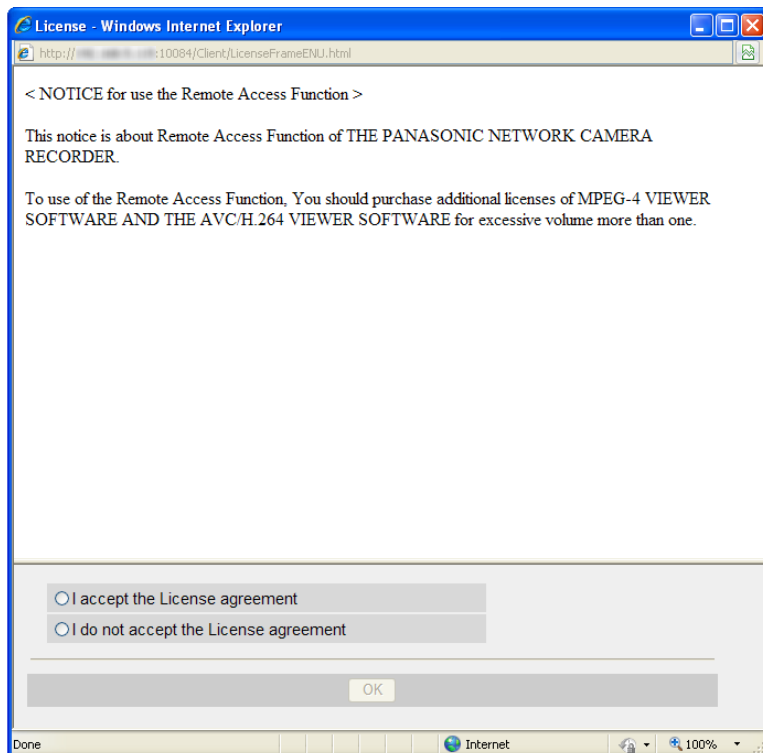 License - Windows Internet Explorer
http:// :10084/Client/LicenseFrameENU.html
< NOTICE for use the Remote Access Function >
This notice is about Remote Access Function of THE PANASONIC NETWORK CAMERA
RECORDER.
To use of the Remote Access Function, You should purchase additional licenses of MPEG-4 VIEWER
SOFTWARE AND THE AVC/H.264 VIEWER SOFTWARE for excessive volume more than one.
I accept the License agreement
I do not accept the License agreement
OK
Done
Internet
100%